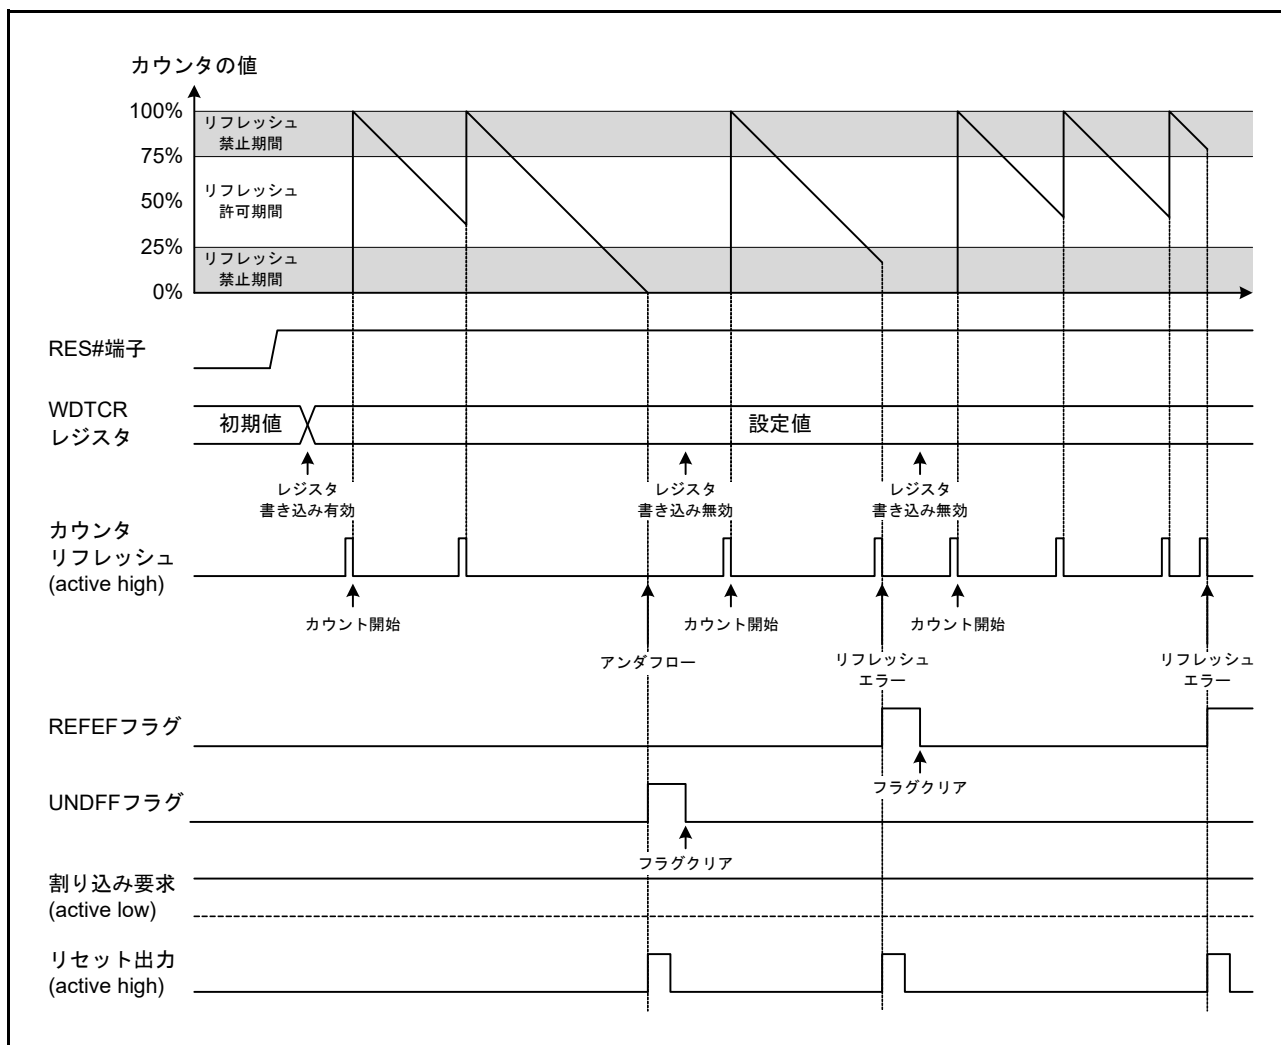 カウンタの値
100%
リフレッシュ
禁止期間
75%
リフレッシュ
50%
許可期間
25%
リフレッシュ
禁止期間
0%
RES#端子
WDTCR
レジスタ
初期値
設定値
レジスタ
書き込み有効
レジスタ
書き込み無効
レジスタ
書き込み無効
カウンタ
リフレッシュ
(active high)
カウント開始
カウント開始
カウント開始
アンダフロー
リフレッシュ
エラー
リフレッシュ
エラー
REFEFフラグ
フラグクリア
UNDFFフラグ
フラグクリア
割り込み要求
(active low)
リセット出力
(active high)